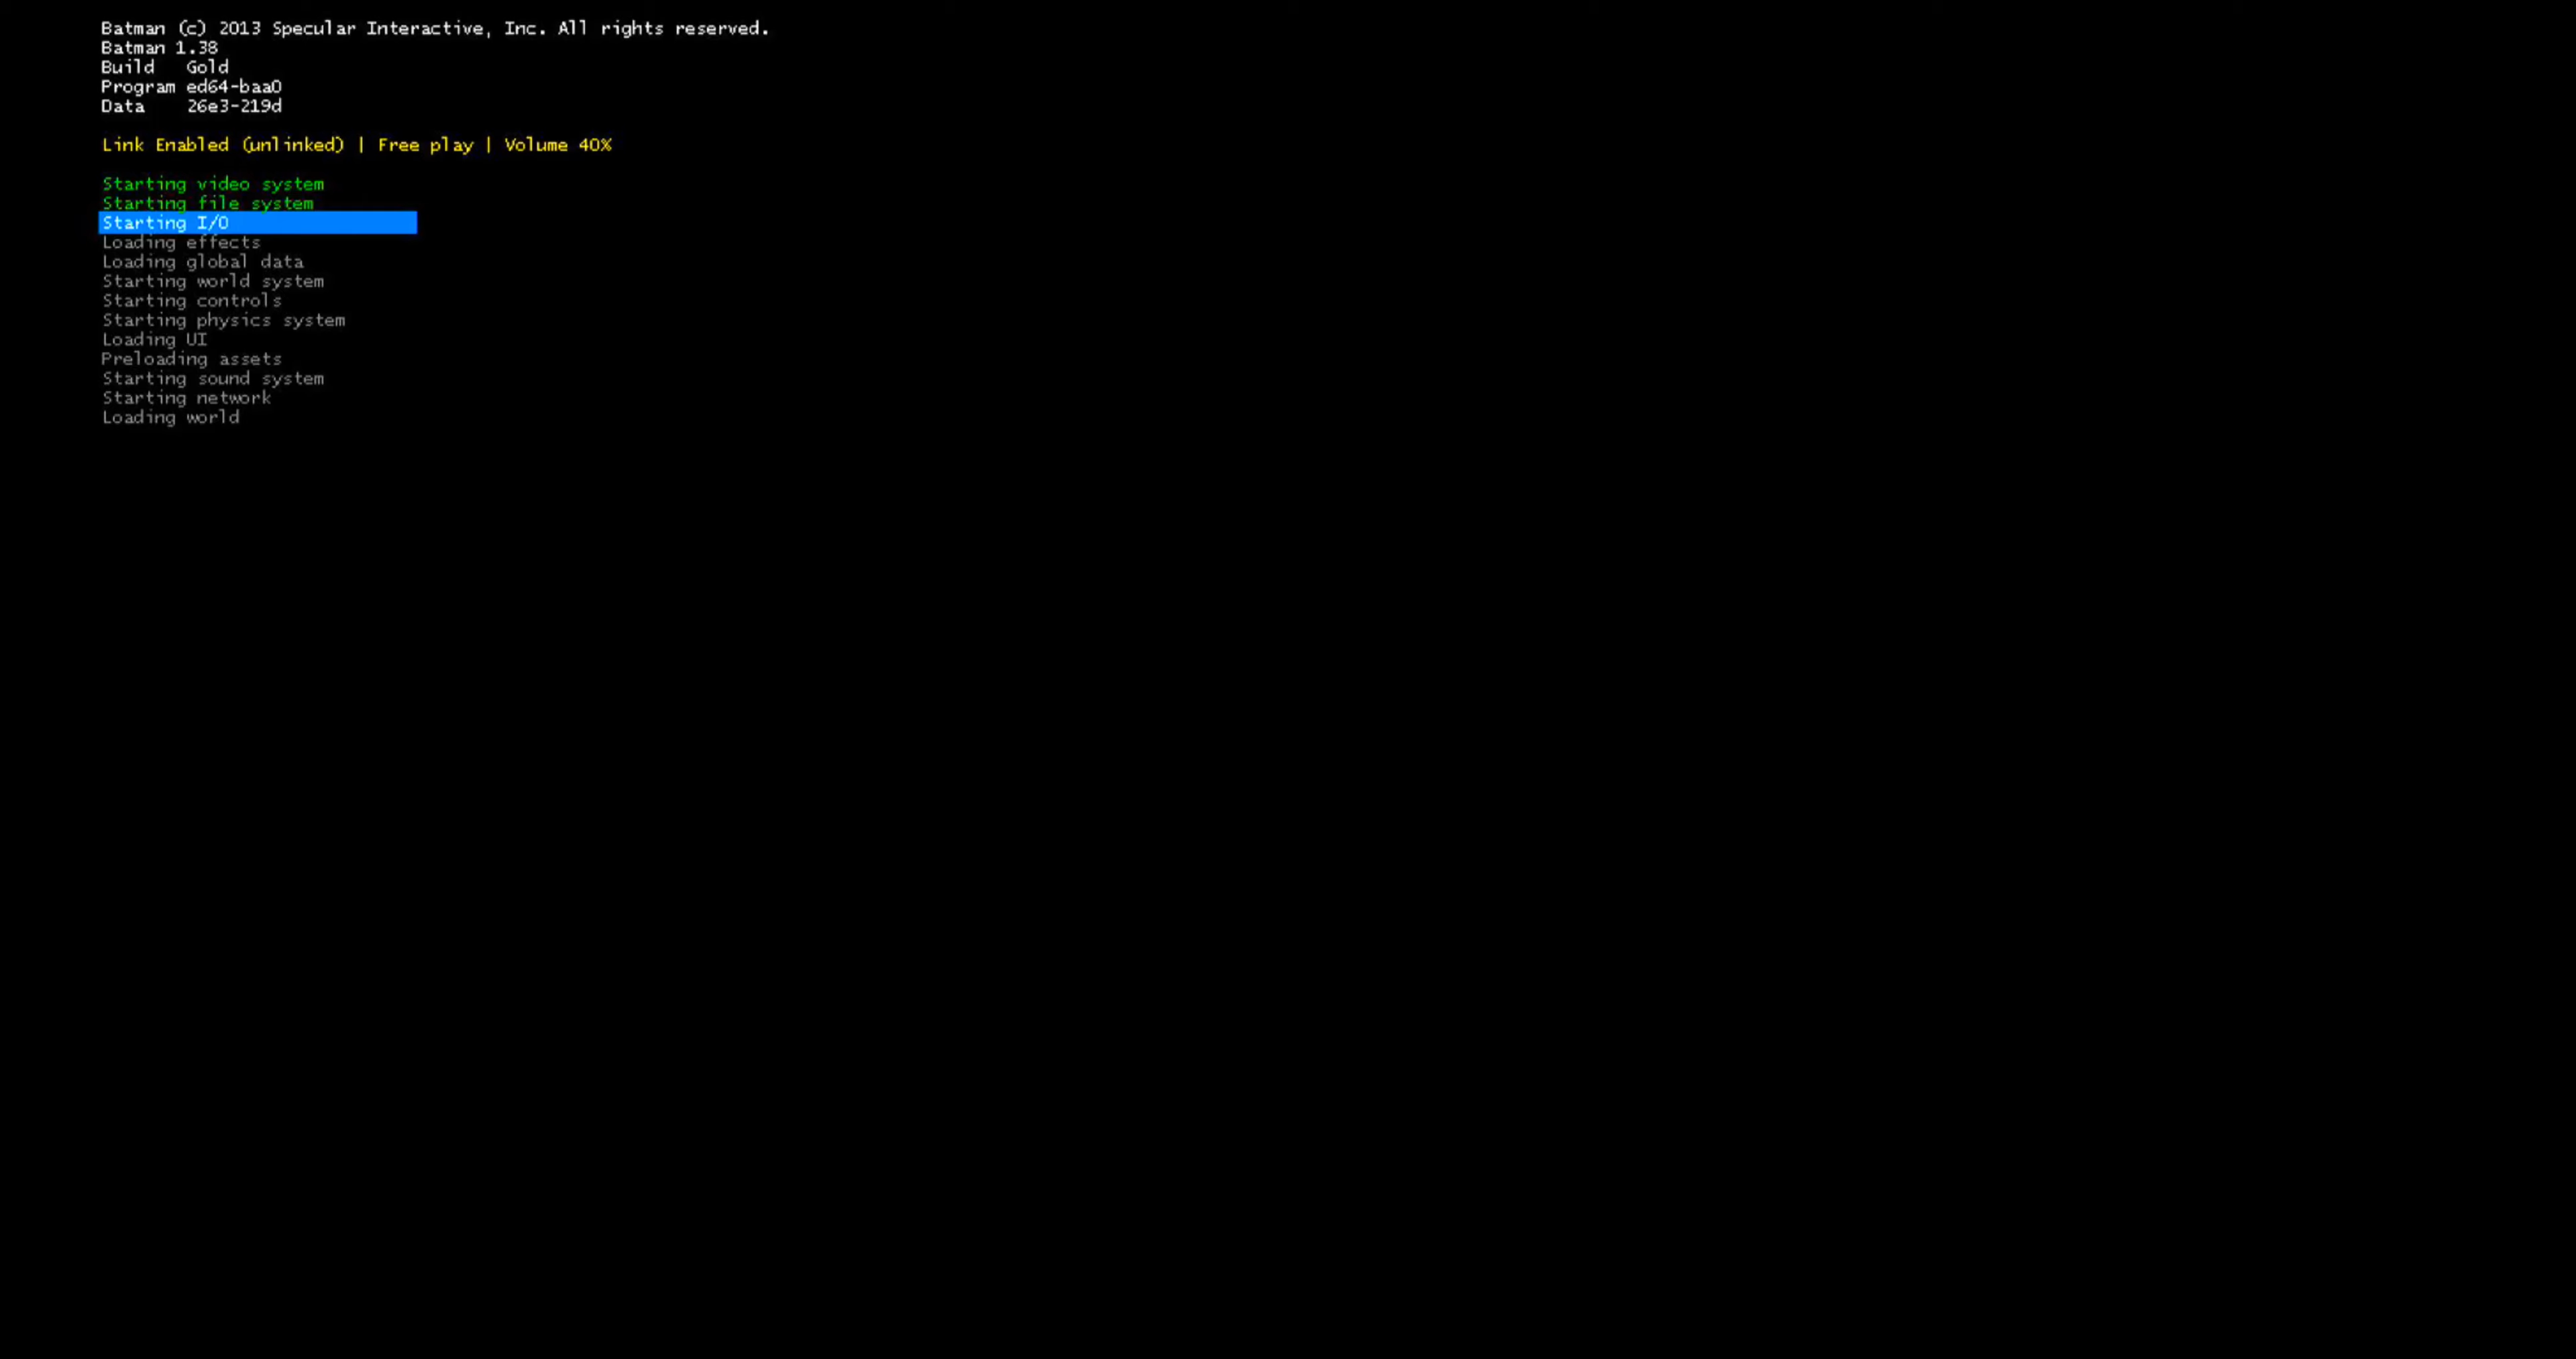 Batman (c) 2013 Specular Interactive, Inc. All rights reserved.
Batman 1.38
Build   Gold
Program ed64-baa0
Data    26e3-219d
Link Enabled (unlinked) | Free play | Volume 40%
Starting video system
Starting file system
Starting I/O
Loading effects
Loading global data
Starting world system
Starting controls
Starting physics system
Loading UI
Preloading assets
Starting sound system
Starting network
Loading world